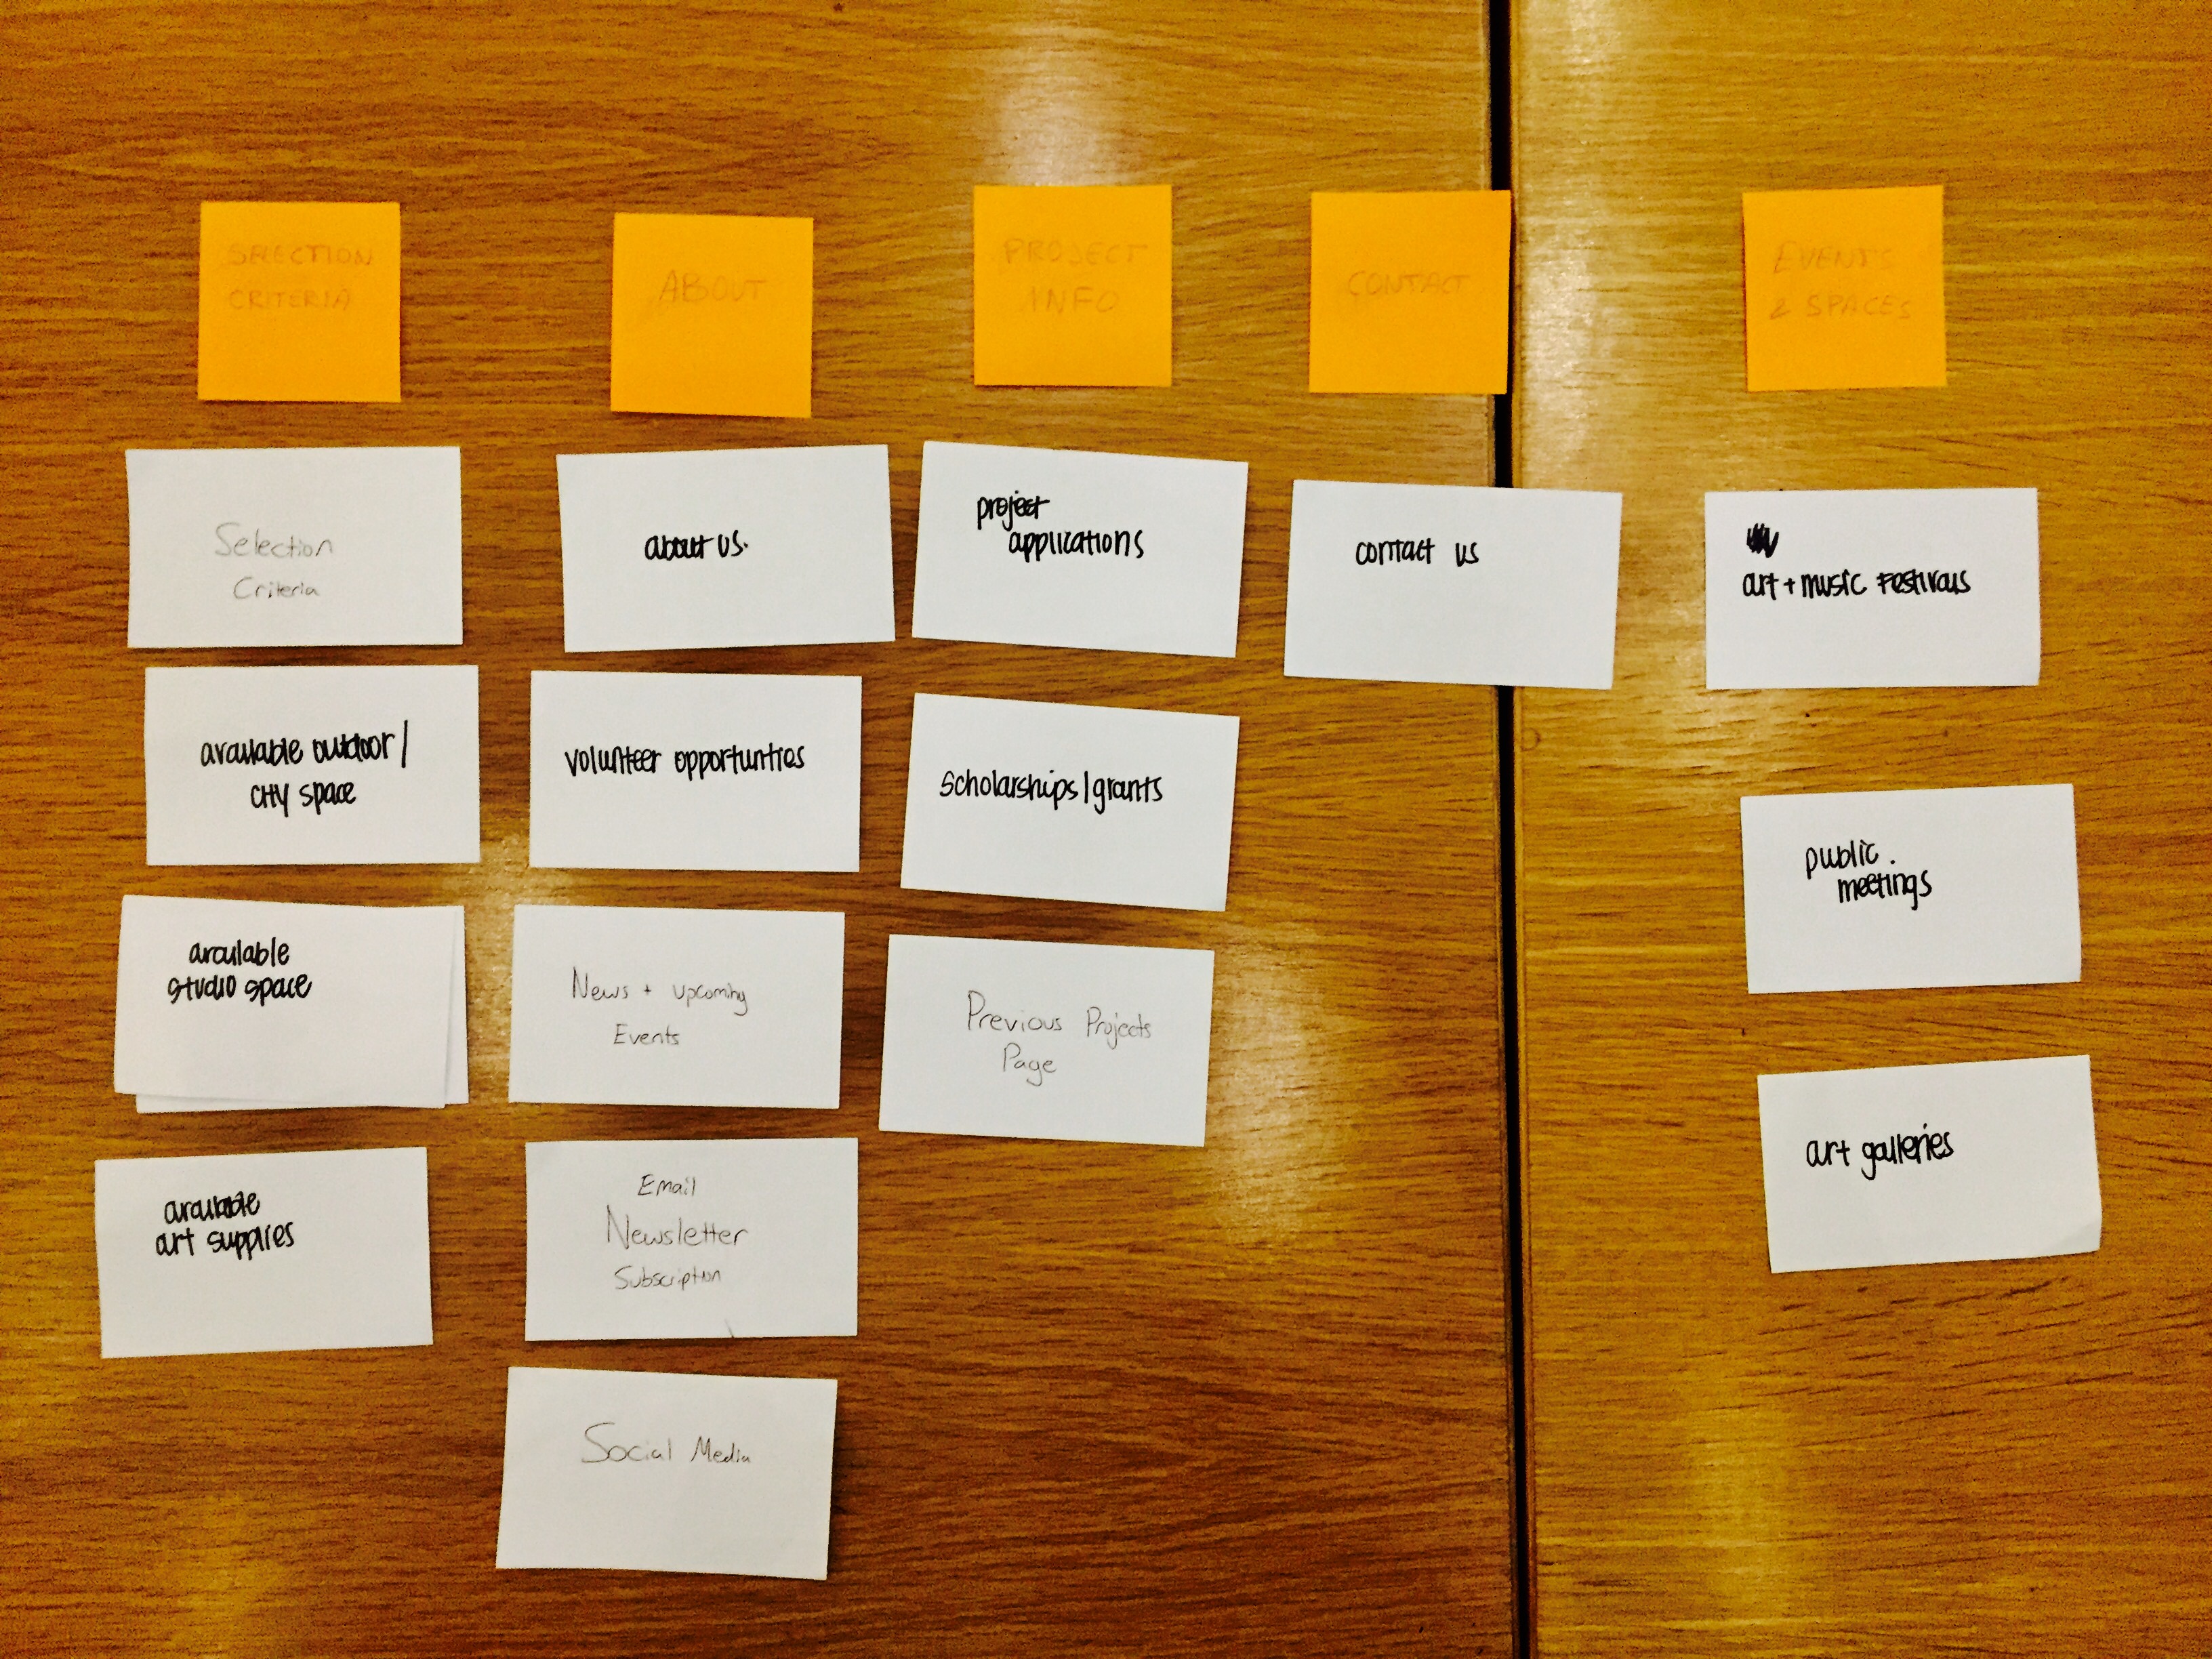 SELECTION
CRITERIA
ABOUT
PROJECT
INFO
CONTACT
EVENTS
& SPACES
Selection
Criteria
available outdoor/
city space
available
studio space
available
art supplies
about us.
volunteer opportunties
News + upcoming
Events
Email
Newsletter
Subscription
Social Media
project
applications
scholarships/grants
Previous Projects
Page
contact us
art + music festivals
public
meetings
art galleries